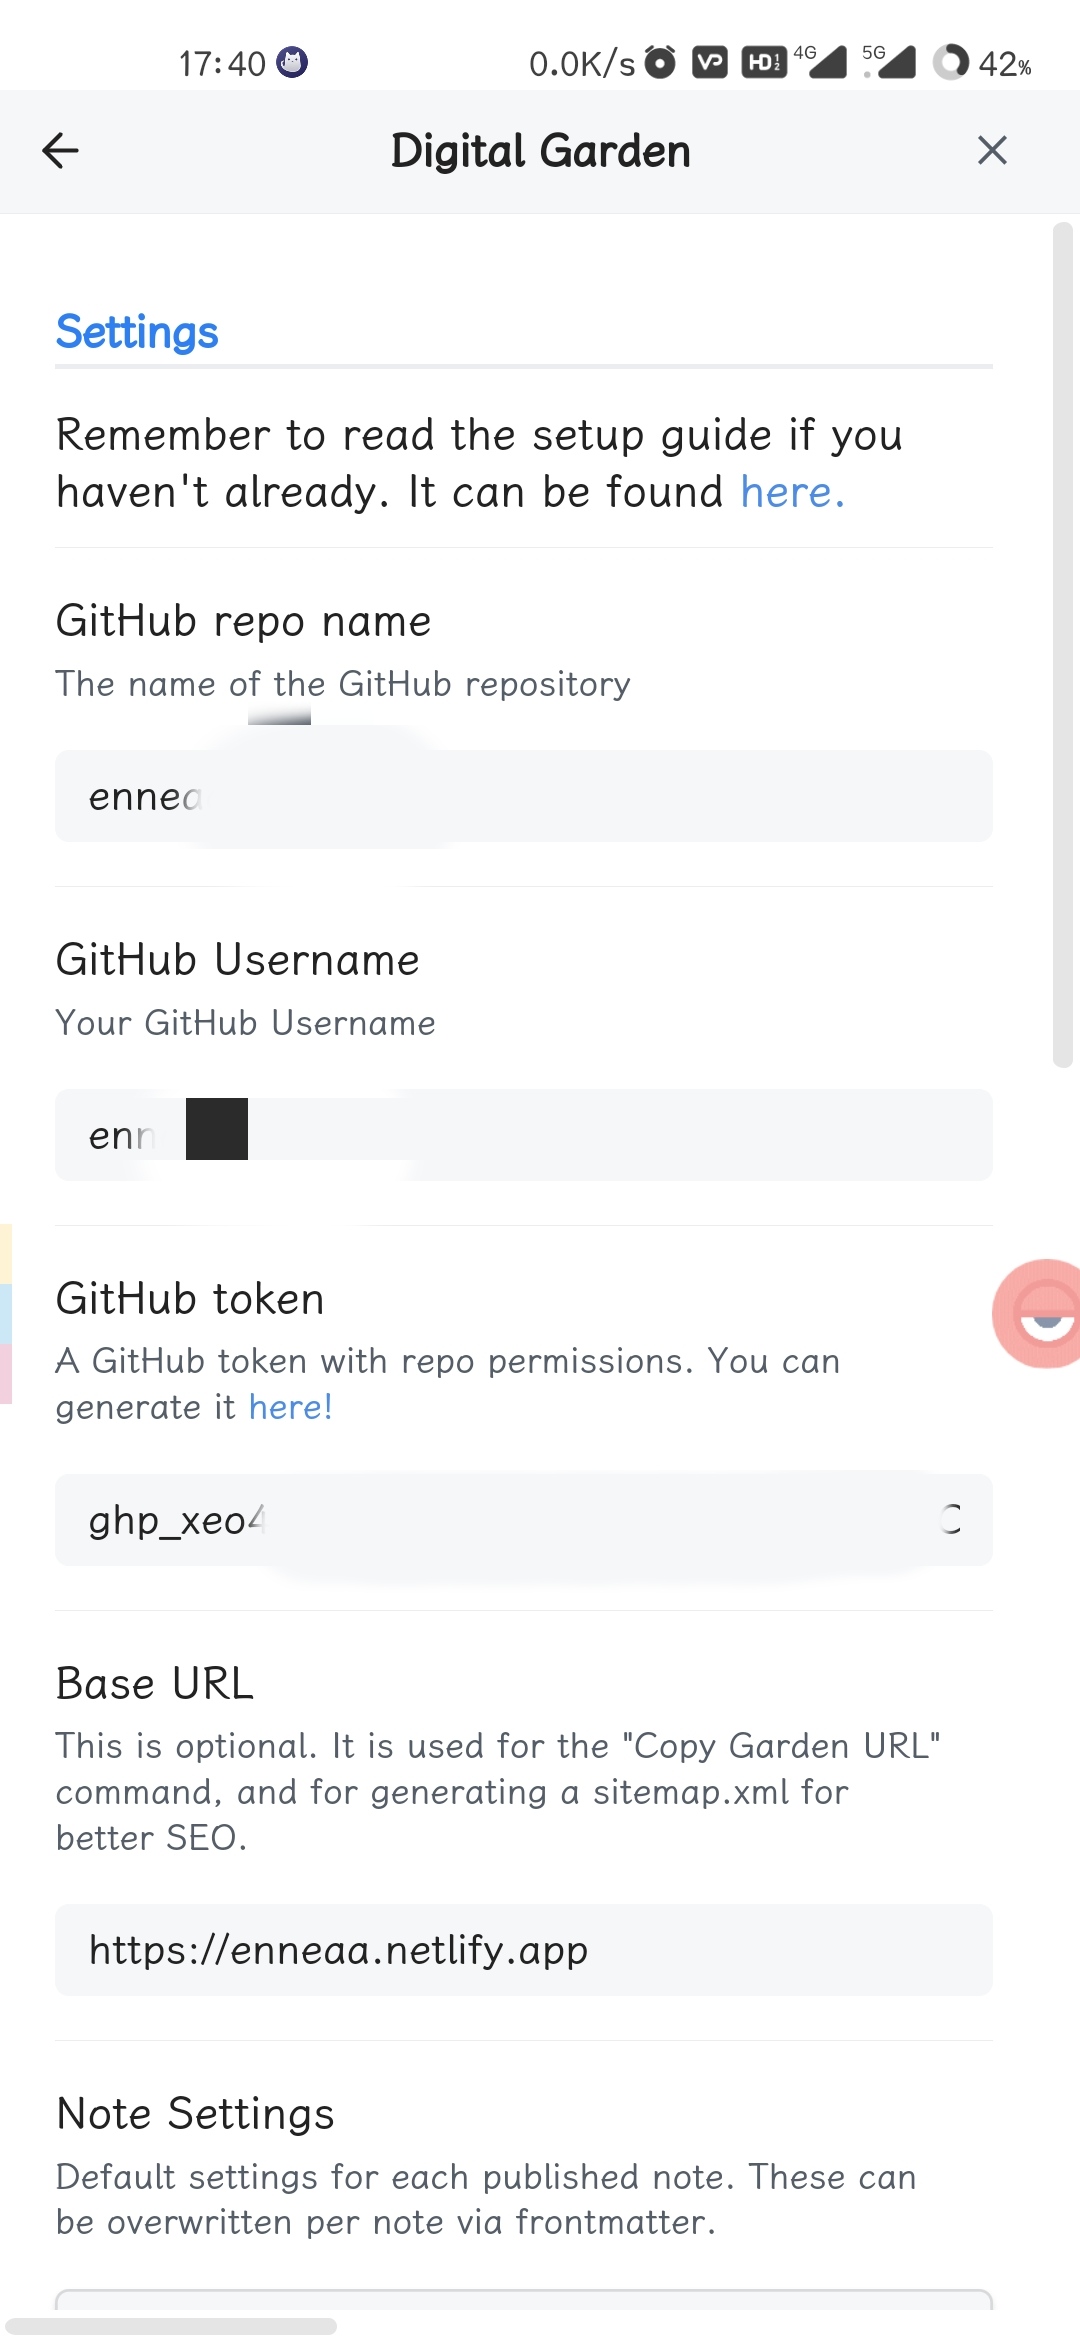 17:40
0.0K/s VP HD 1 2 4G 5G 42%
Digital Garden
Settings
Remember to read the setup guide if you
haven't already. It can be found here.
GitHub repo name
The name of the GitHub repository
ennea
GitHub Username
Your GitHub Username
enn
GitHub token
A GitHub token with repo permissions. You can
generate it here!
ghp_xeo4 C
Base URL
This is optional. It is used for the "Copy Garden URL"
command, and for generating a sitemap.xml for
better SEO.
https://enneaa.netlify.app
Note Settings
Default settings for each published note. These can
be overwritten per note via frontmatter.